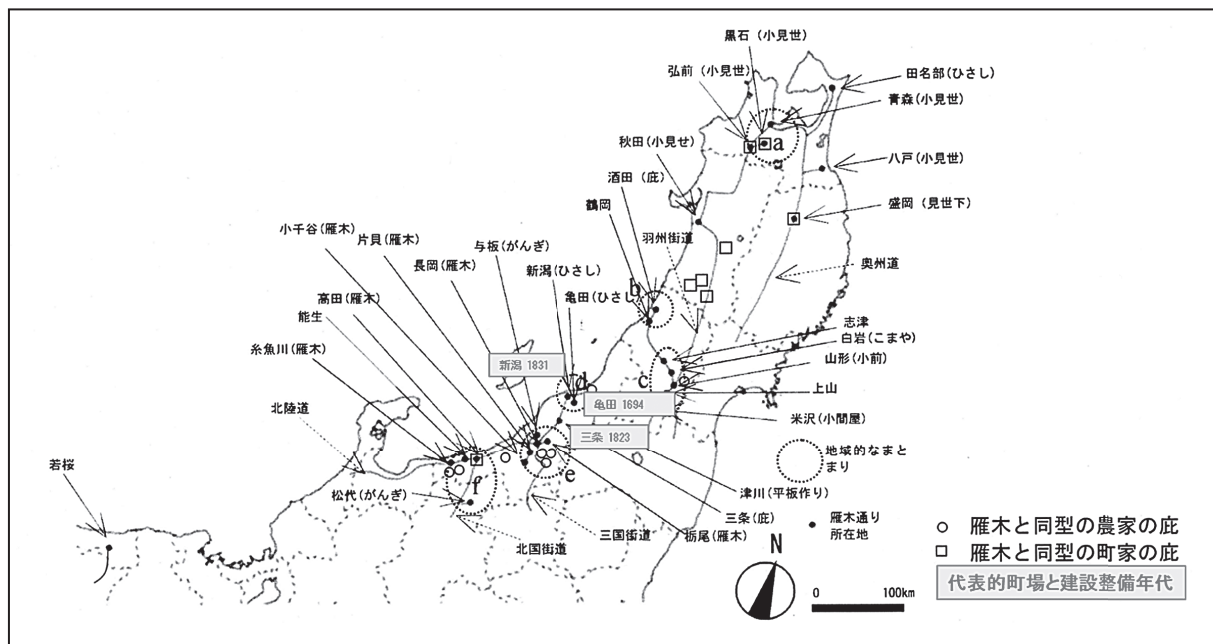 黒石 (小見世)
弘前 (小見世)
田名部(ひさし)
青森(小見世)
秋田(小見せ)
a
八戸(小見世)
酒田 (庇)
鶴岡
盛岡 (見世下)
小千谷(雁木)
片貝(雁木)
与板(がんぎ)
羽州街道
長岡(雁木)
新潟(ひさし)
奥州道
高田(雁木)
亀田(ひさし)
b
能生
志津
糸魚川(雁木)
白岩(こまや)
新潟 1831
山形(小前)
c
d
上山
北陸道
亀田 1694
米沢(小間屋)
三条 1823
地域的なまとまり
若桜
e
f
松代(がんぎ)
津川(平板作り)
三条(庇)
雁木通り
所在地
北国街道
三国街道
栃尾(雁木)
N
雁木と同型の農家の庇
雁木と同型の町家の庇
代表的町場と建設整備年代
0 100km